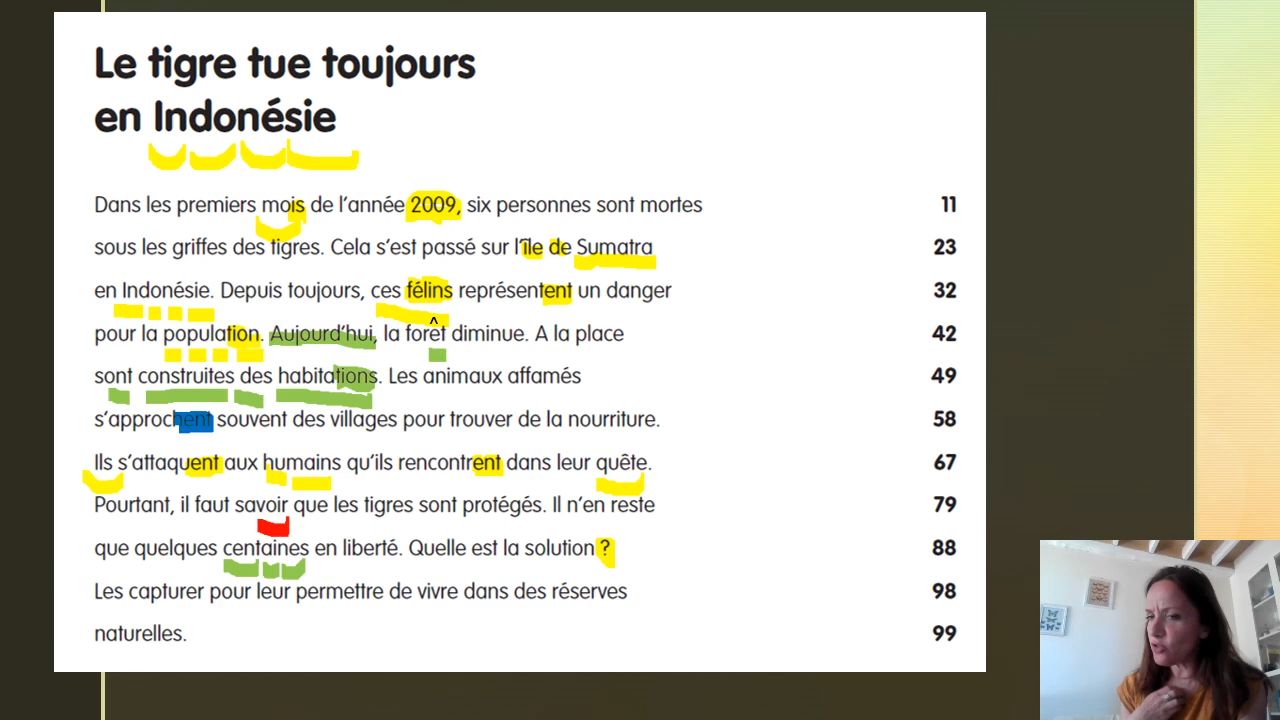 Le tigre tue toujours
en Indonésie
Dans les premiers mois de l'année 2009, six personnes sont mortes 11
sous les griffes des tigres. Cela s'est passé sur l'île de Sumatra 23
en Indonésie. Depuis toujours, ces félins représentent un danger 32
pour la population. Aujourd'hui, la forêt diminue. A la place 42
sont construites des habitations. Les animaux affamés 49
s'approchent souvent des villages pour trouver de la nourriture. 58
Ils s'attaquent aux humains qu'ils rencontrent dans leur quête. 67
Pourtant, il faut savoir que les tigres sont protégés. Il n'en reste 79
que quelques centaines en liberté. Quelle est la solution ? 88
Les capturer pour leur permettre de vivre dans des réserves 98
naturelles. 99